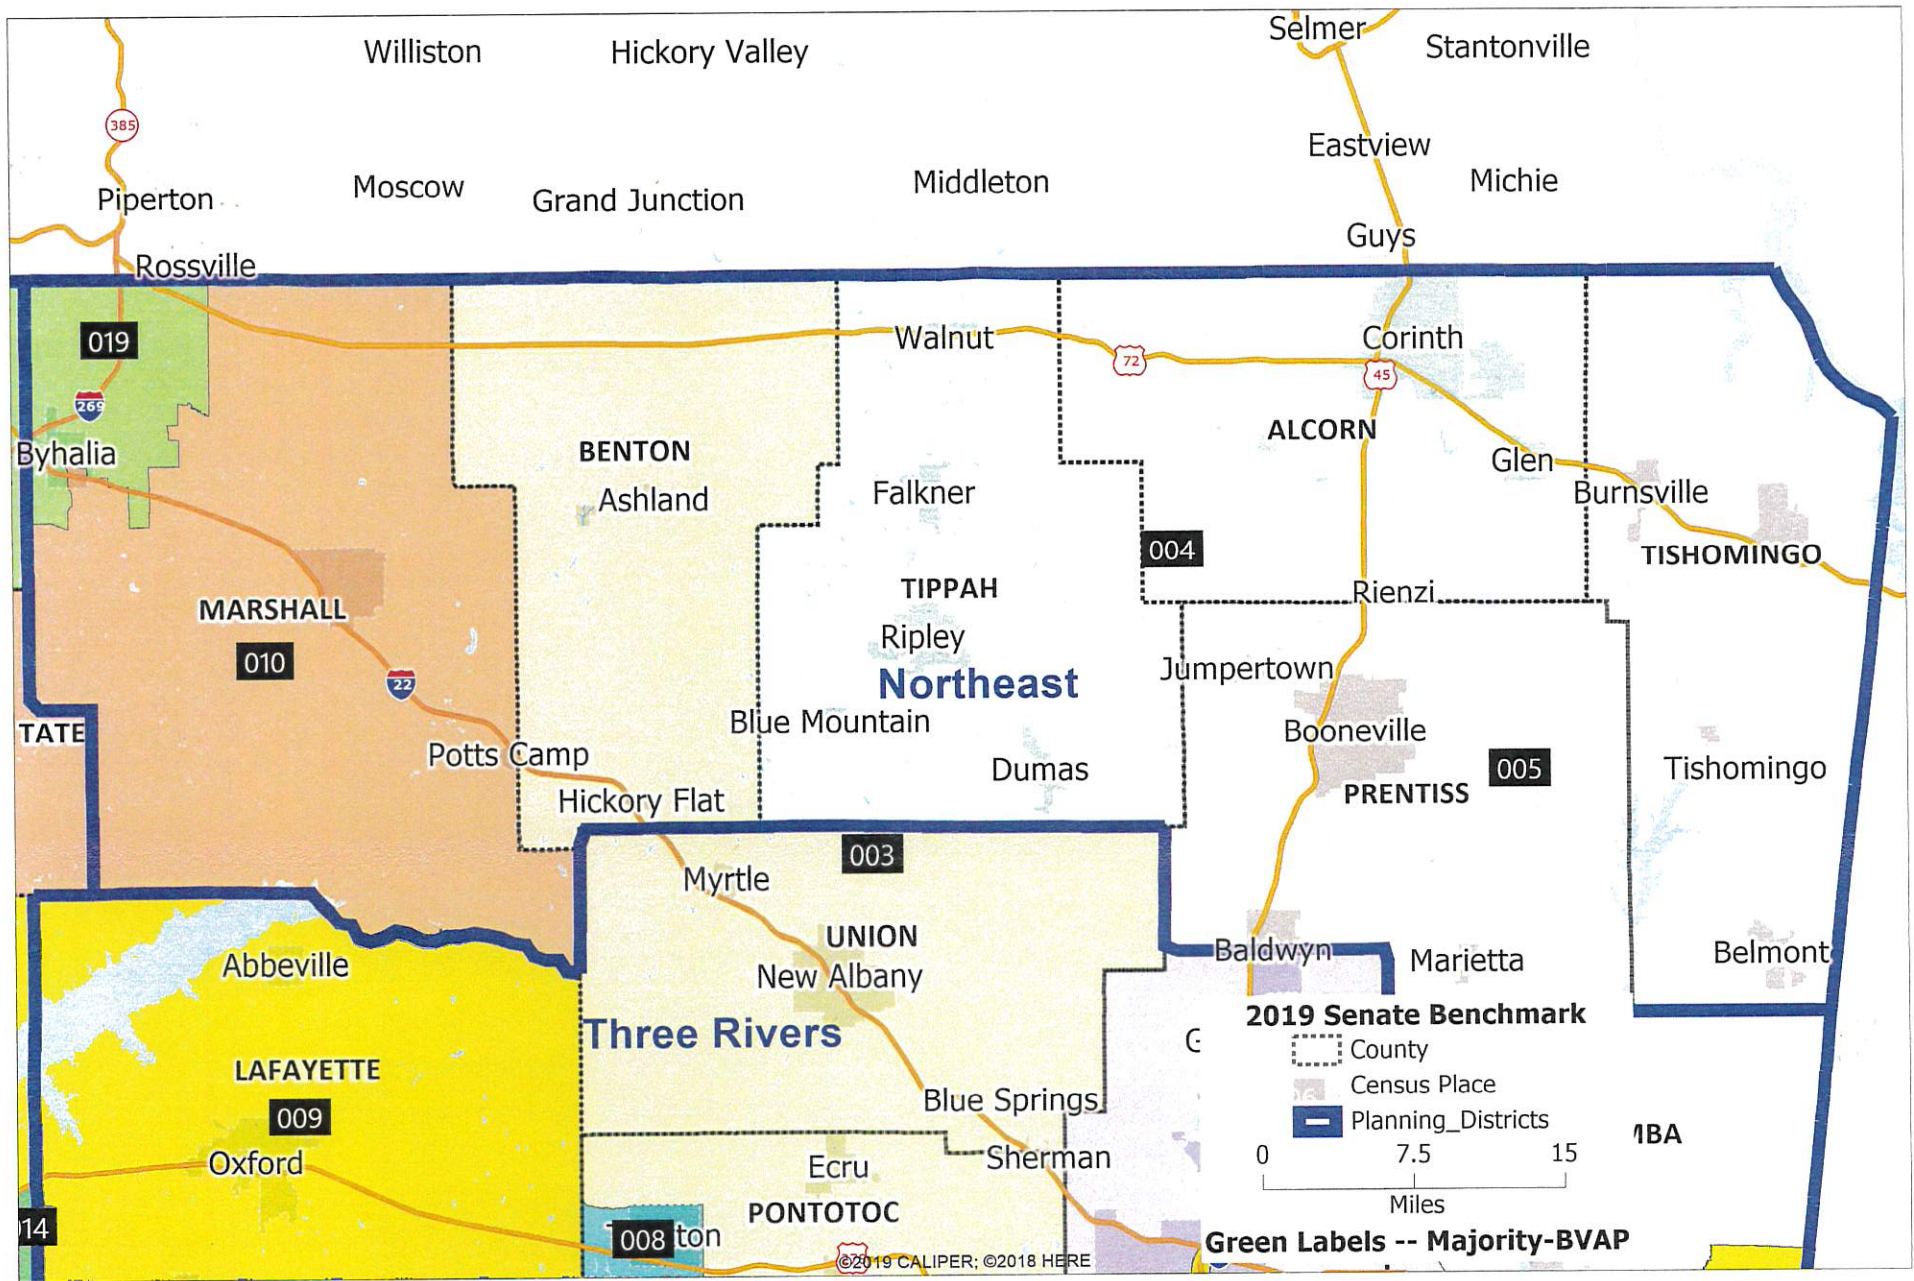 Selmer
Williston
Hickory Valley
Stantonville
385
Eastview
Piperton
Moscow
Grand Junction
Middleton
Michie
Guys
Rossville
019
Walnut
72
Corinth
45
269
Byhalia
BENTON
ALCORN
Glen
Ashland
Falkner
Burnsville
004
TISHOMINGO
MARSHALL
TIPPAH
Rienzi
010
Ripley
22
Northeast
Jumpertown
TATE
Blue Mountain
Booneville
Potts Camp
Dumas
005
Tishomingo
Hickory Flat
PRENTISS
003
Myrtle
UNION
Abbeville
New Albany
Baldwyn
Marietta
Belmont
Three Rivers
2019 Senate Benchmark
G
County
LAFAYETTE
Census Place
009
Blue Springs
Planning_Districts
MBA
Oxford
Ecru
Sherman
0 7.5 15
Miles
PONTOTOC
14
008
ton
Green Labels -- Majority-BVAP
©2019 CALIPER; ©2018 HERE